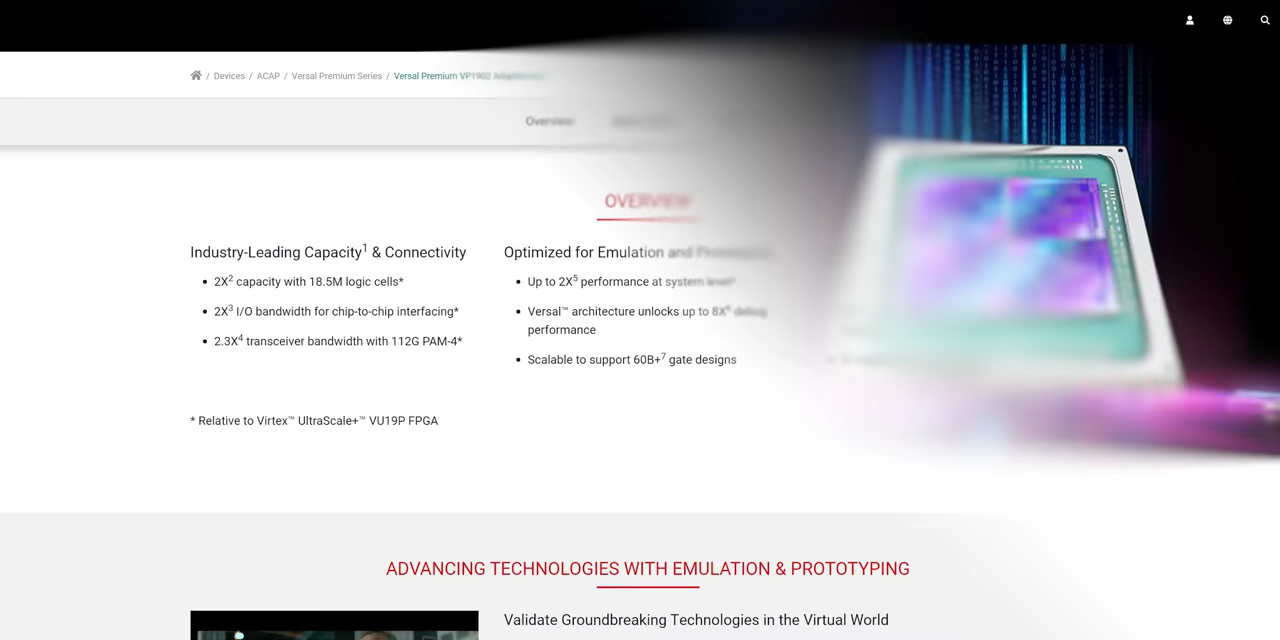 / Devices / ACAP / Versal Premium Series / Versal Premium VP1902
Overview
OVERVIEW
Industry-Leading Capacity1 & Connectivity
• 2X2 capacity with 18.5M logic cells*
• 2X3 I/O bandwidth for chip-to-chip interfacing*
• 2.3X4 transceiver bandwidth with 112G PAM-4*
* Relative to Virtex™ UltraScale+™ VU19P FPGA
Optimized for Emulation and
• Up to 2X5 performance at system level*
• Versal™ architecture unlocks up to 8X6 debug
performance
• Scalable to support 60B+7 gate designs
ADVANCING TECHNOLOGIES WITH EMULATION & PROTOTYPING
Validate Groundbreaking Technologies in the Virtual World